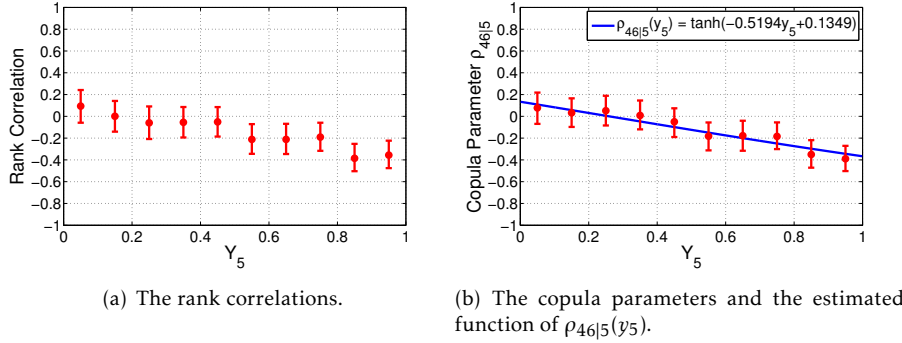 1
0.8
0.6
0.4
0.2
0
−0.2
−0.4
−0.6
−0.8
−1
Rank Correlation
0 0.2 0.4 0.6 0.8 1
Y5
(a) The rank correlations.
ρ46|5(y5) = tanh(−0.5194y5+0.1349)
1
0.8
0.6
0.4
0.2
0
−0.2
−0.4
−0.6
−0.8
−1
Copula Parameter ρ46|5
0 0.2 0.4 0.6 0.8 1
Y5
(b) The copula parameters and the estimated
function of ρ46|5(y5).